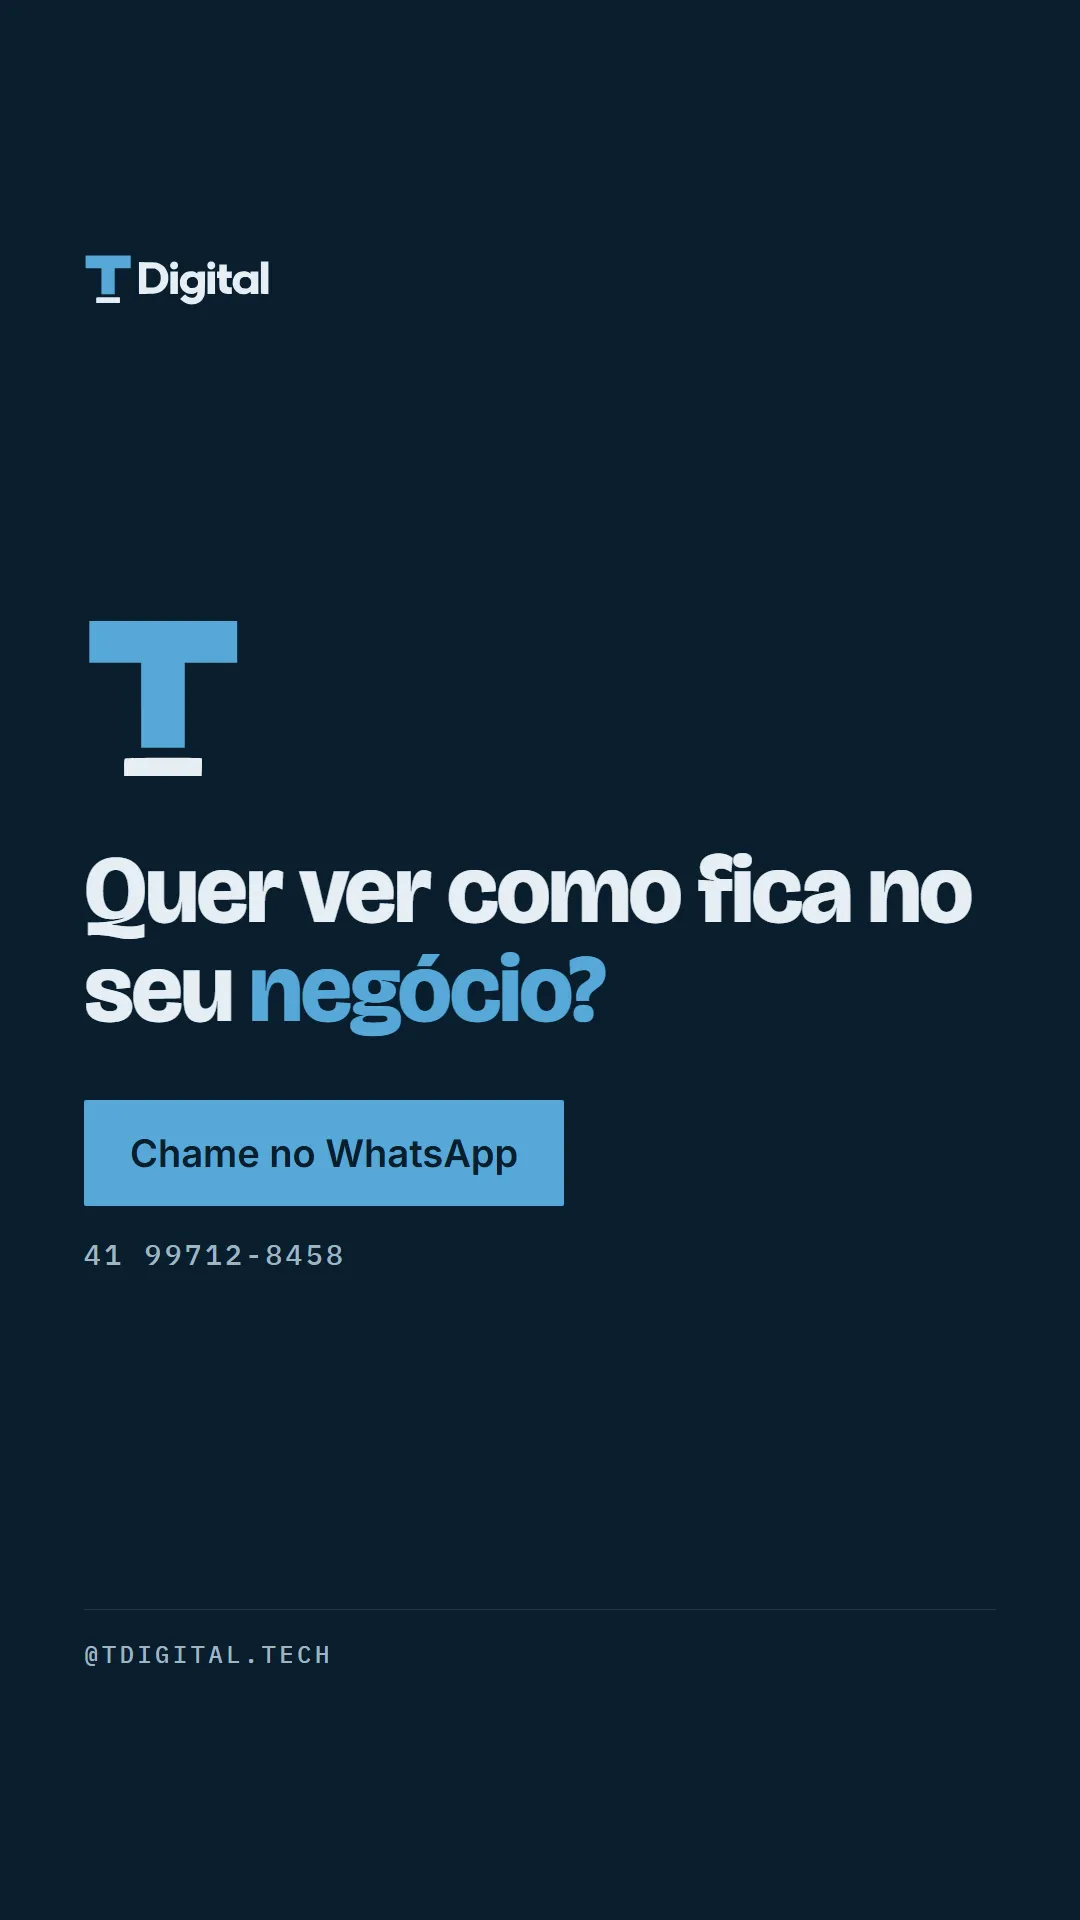 T Digital
T
Quer ver como fica no
seu negócio?
Chame no WhatsApp
41 99712-8458
@TDIGITAL.TECH